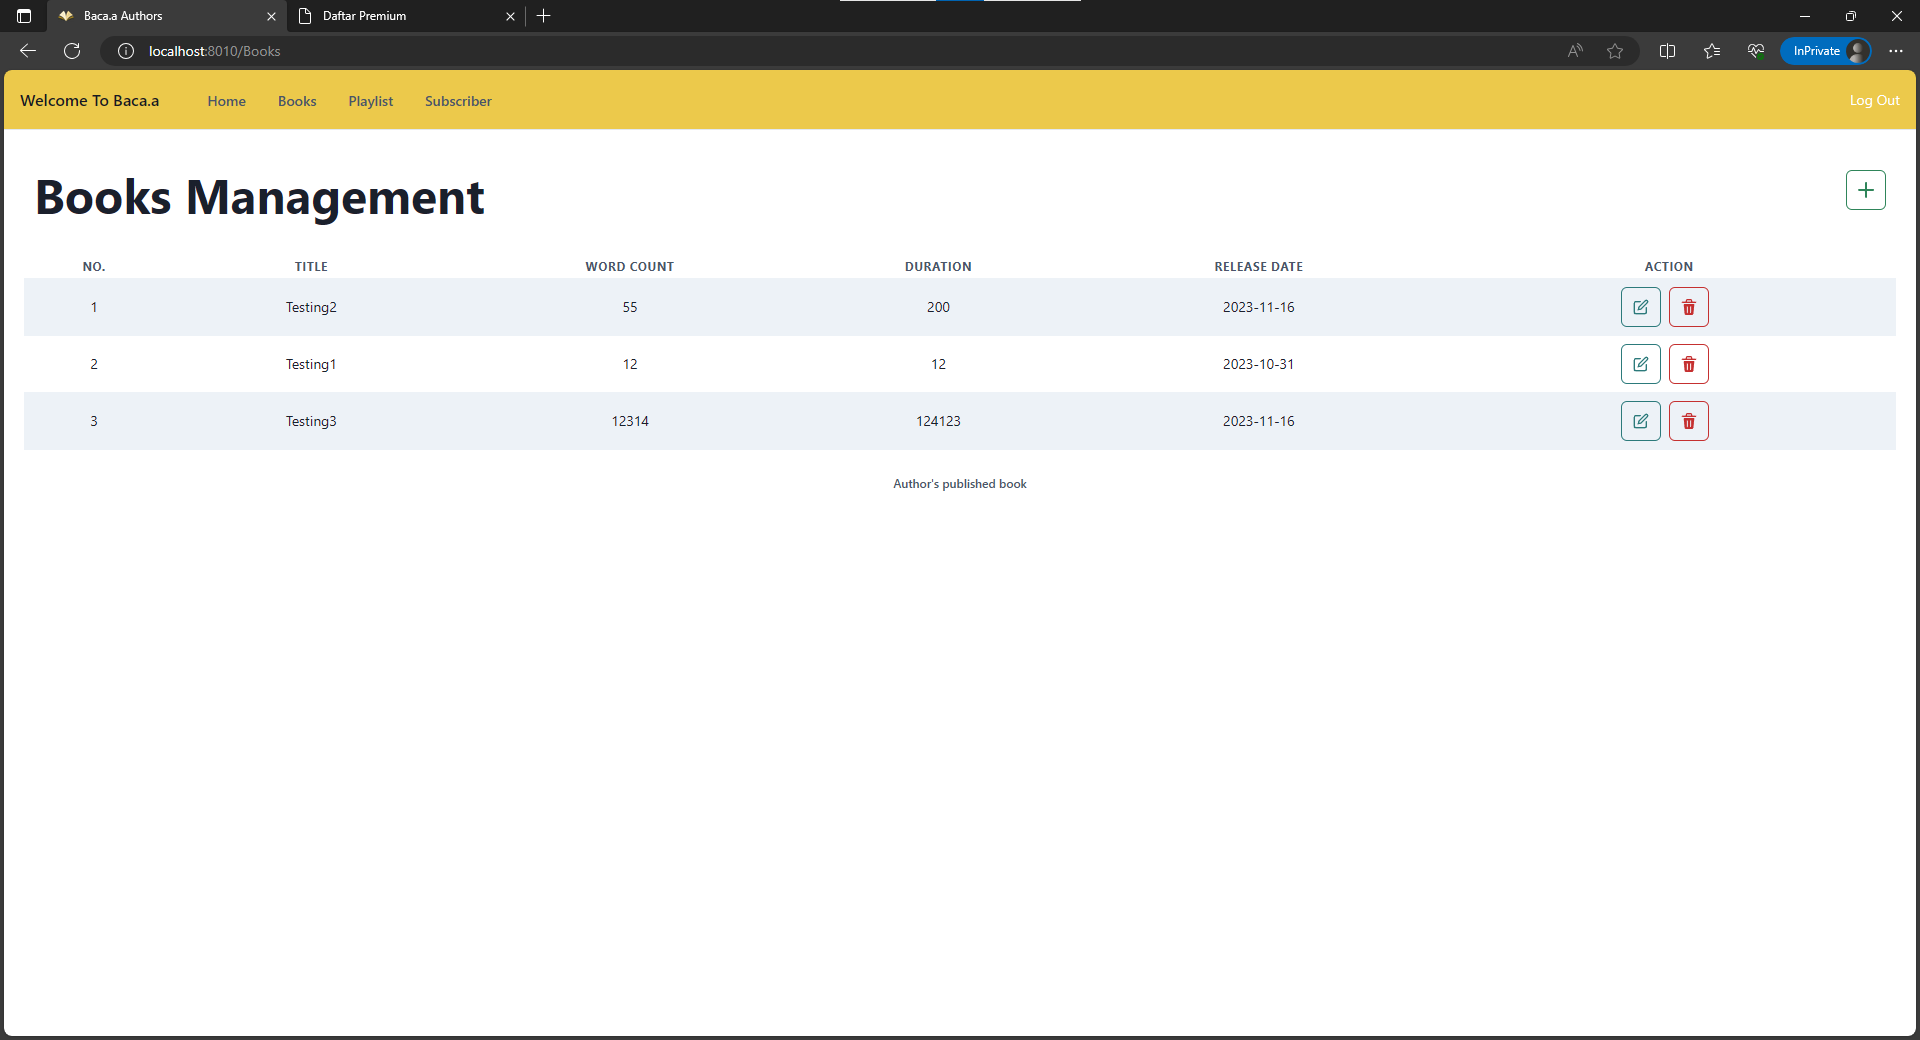 Baca.a Authors
Daftar Premium
localhost:8010/Books
InPrivate
Welcome To Baca.a Home Books Playlist Subscriber Log Out
Books Management
NO. TITLE WORD COUNT DURATION RELEASE DATE ACTION
1 Testing2 55 200 2023-11-16
2 Testing1 12 12 2023-10-31
3 Testing3 12314 124123 2023-11-16
Author's published book